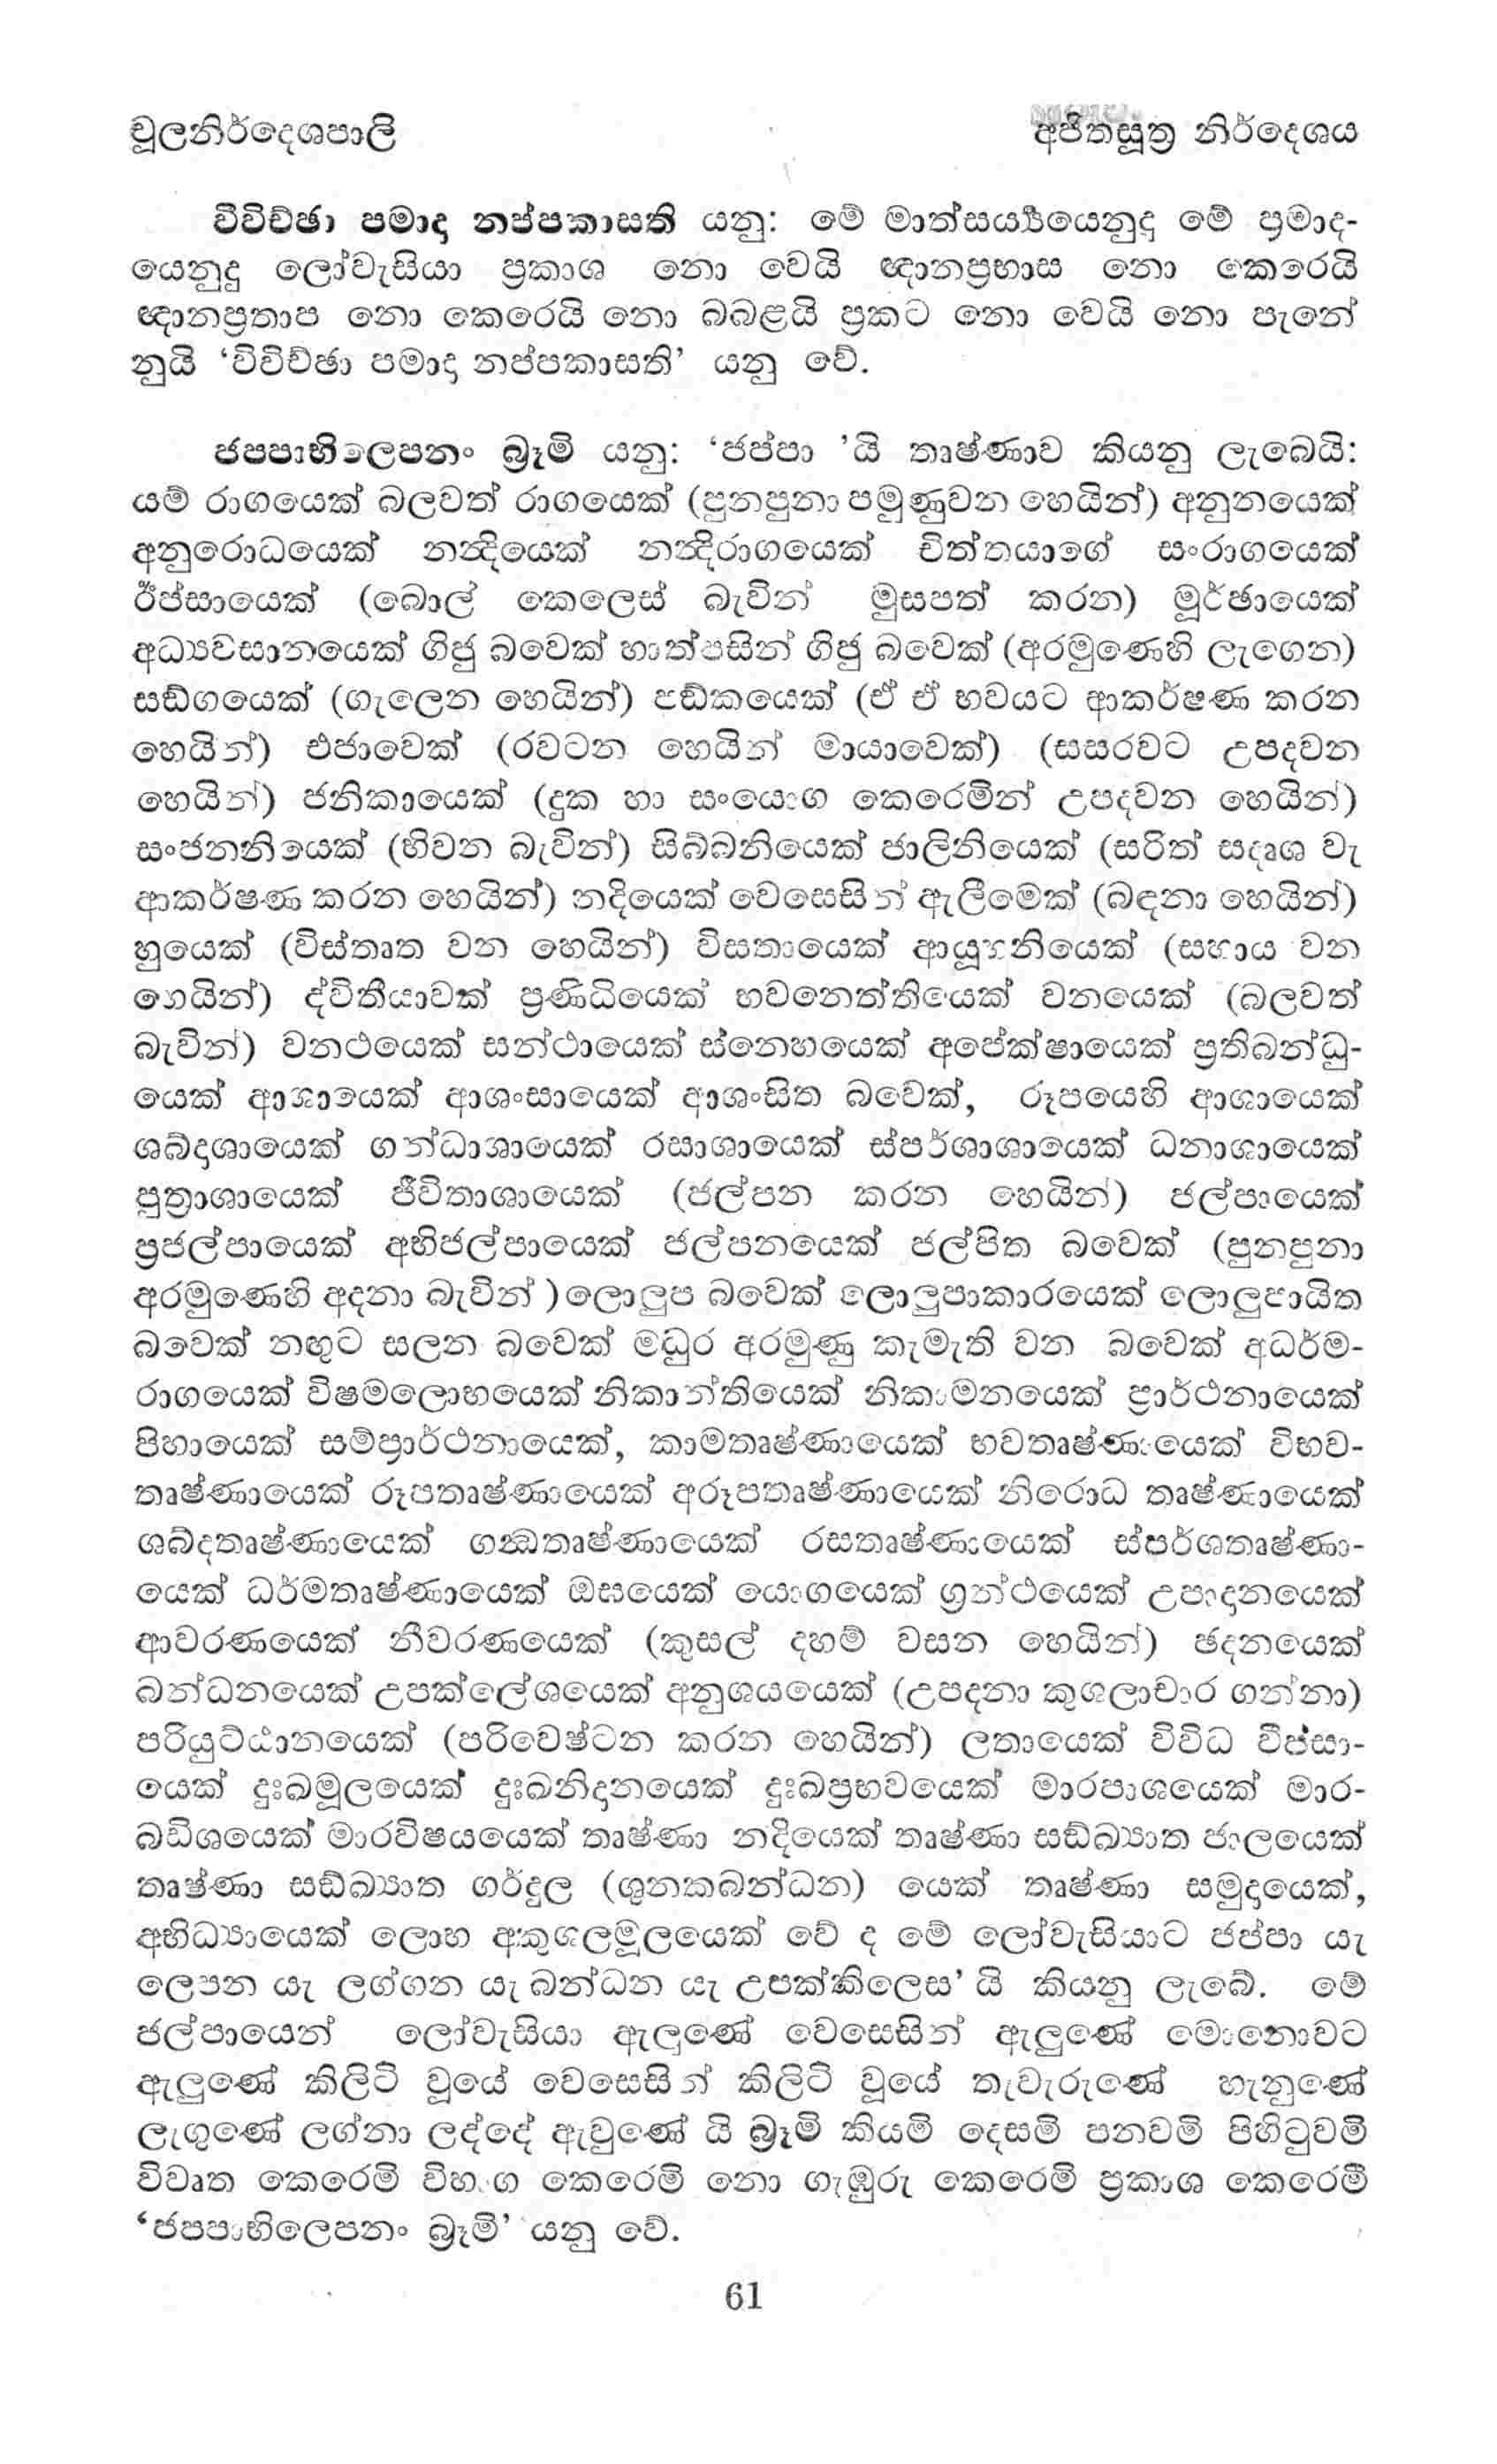 චූලනිර්දෙශපාලි අජිතසූත්‍ර නිර්දෙශය
විවිච්ඡා පමාදා නප්පකාසති යනු: මේ මාත්සර්‍ය්‍යයෙනුදු මේ ප්‍රමාද-
යෙනුදු ලෝවැසියා ප්‍රකාශ නො වෙයි ඥානප්‍රභාස නො කෙරෙයි
ඥානප්‍රතාප නො කෙරෙයි නො බබළයි ප්‍රකට නො වෙයි නො පැනේ
නුයි ‘විවිච්ඡා පමාදා නප්පකාසති’ යනු වේ.
ජපපාභිලෙපනං බ්‍රූමි යනු: ‘ජප්පා ’යි තෘෂ්ණාව කියනු ලැබෙයි:
යම් රාගයෙක් බලවත් රාගයෙක් (පුනපුනා පමුණුවන හෙයින්) අනුනයෙක්
අනුරොධයෙක් නන්‍දියෙක් නන්‍දිරාගයෙක් චිත්තයාගේ සංරාගයෙක්
ඊප්සායෙක් (බොල් කෙලෙස් බැවින් මුසපත් කරන) මූර්ඡායෙක්
අධ්‍යවසානයෙක් ගිජු බවෙක් හාත්පසින් ගිජු බවෙක් (අරමුණෙහි ලැගෙන)
සඞ්ගයෙක් (ගැලෙන හෙයින්) පඞ්කයෙක් (ඒ ඒ භවයට ආකර්ෂණ කරන
හෙයින්) එජාවෙක් (රවටන හෙයින් මායාවෙක්) (සසරවට උපදවන
හෙයින්) ජනිකායෙක් (දුක හා සංයොග කෙරෙමින් උපදවන හෙයින්)
සංජනනියෙක් (භිවන බැවින්) සිබ්බනියෙක් ජාලිනියෙක් (සරිත් සදෘශ වැ
ආකර්ෂණ කරන හෙයින්) නදියෙක් වෙසෙසින් ඇලීමෙක් (බඳනා හෙයින්)
හුයෙක් (විස්තෘත වන හෙයින්) විසතායෙක් ආයූහනියෙක් (සහාය වන
හෙයින්) ද්විතීයාවක් ප්‍රණිධියෙක් භවනෙත්තියෙක් වනයෙක් (බලවත්
බැවින්) වනථයෙක් සන්ථායෙක් ස්නෙහයෙක් අපේක්ෂායෙක් ප්‍රතිබන්ධු-
යෙක් ආශායෙක් ආශංසායෙක් ආශංසිත බවෙක්, රූපයෙහි ආශායෙක්
ශබ්දාශායෙක් ගන්ධාශායෙක් රසාශායෙක් ස්පර්ශාශායෙක් ධනාශායෙක්
පුත්‍රාශායෙක් ජීවිතාශායෙක් (ජල්පන කරන හෙයින්) ජල්පායෙක්
ප්‍රජල්පායෙක් අභිජල්පායෙක් ජල්පනයෙක් ජල්පිත බවෙක් (පුනපුනා
අරමුණෙහි අදනා බැවින් )ලොලුප බවෙක් ලොලුපාකාරයෙක් ලොලුපායිත
බවෙක් නඟුට සලන බවෙක් මධුර අරමුණු කැමැති වන බවෙක් අධර්ම-
රාගයෙක් විෂමලොභයෙක් නිකාන්තියෙක් නිකාමනයෙක් ප්‍රාර්ථනායෙක්
පිහායෙක් සම්ප්‍රාර්ථනායෙක්, කාමතෘෂ්ණායෙක් භවතෘෂ්ණායෙක් විභව-
තෘෂ්ණායෙක් රූපතෘෂ්ණායෙක් අරූපතෘෂ්ණායෙක් නිරොධ තෘෂ්ණායෙක්
ශබ්දතෘෂ්ණායෙක් ගන්‍ධතෘෂ්ණායෙක් රසතෘෂ්ණායෙක් ස්පර්ශතෘෂ්ණා-
යෙක් ධර්මතෘෂ්ණායෙක් ඔඝයෙක් යොගයෙක් ග්‍රන්ථයෙක් උපාදානයෙක්
ආවරණයෙක් නීවරණයෙක් (කුසල් දහම් වසන හෙයින්) ඡදනයෙක්
බන්ධනයෙක් උපක්ලේශයෙක් අනුශයයෙක් (උපදනා කුශලාචාර ගන්නා)
පරියුට්ඨානයෙක් (පරිවෙෂ්ටන කරන හෙයින්) ලතායෙක් විවිධ වීප්සා-
යෙක් දුඃඛමූලයෙක් දුඃඛනිදානයෙක් දුඃඛප්‍රභවයෙක් මාරපාශයෙක් මාර-
බඩිශයෙක් මාරවිෂයයෙක් තෘෂ්ණා නදියෙක් තෘෂ්ණා සඞ්ඛ්‍යාත ජාලයෙක්
තෘෂ්ණා සඞ්ඛ්‍යාත ගර්දුල (ශුනකබන්ධන) යෙක් තෘෂ්ණා සමුද්‍රායෙක්,
අභිධ්‍යායෙක් ලොභ අකුශලමූලයෙක් වේ ද මේ ලෝවැසියාට ජප්පා යැ
ලෙපන යැ ලග්ගන යැ බන්ධන යැ උපක්කිලෙස’ යි කියනු ලැබේ. මේ
ජල්පායෙන් ලෝවැසියා ඇලුණේ වෙසෙසින් ඇලුණේ මොනොවට
ඇලුණේ කිලිටි වූයේ වෙසෙසින් කිලිටි වූයේ තැවැරුණේ හැනුණේ
ලැගුණේ ලග්නා ලද්දේ ඇවුණේ යි බ්‍රූමි කියමි දෙසමි පනවමි පිහිටුවමි
විවෘත කෙරෙමි විභාග කෙරෙමි නො ගැඹුරු කෙරෙමි ප්‍රකාශ කෙරෙමි
‘ජපපාභිලෙපනං බ්‍රූමි’ යනු වේ.
61